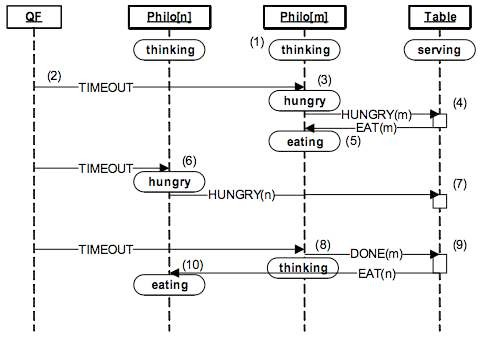 QF Philo[n] Philo[m] Table
thinking (1) thinking serving
(2) (3)
TIMEOUT
hungry
HUNGRY(m) (4)
EAT(m)
eating (5)
(6)
TIMEOUT
hungry (7)
HUNGRY(n)
TIMEOUT (8) (9)
DONE(m)
(10) thinking
EAT(n)
eating